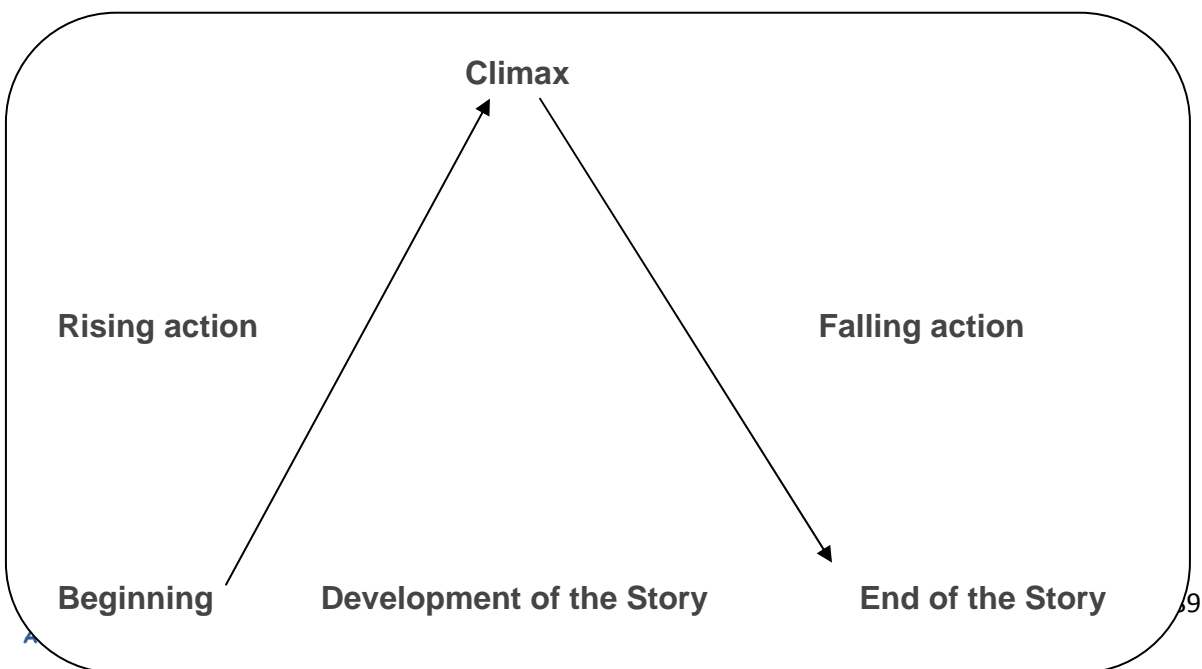 Climax
Rising action Falling action
Beginning Development of the Story End of the Story